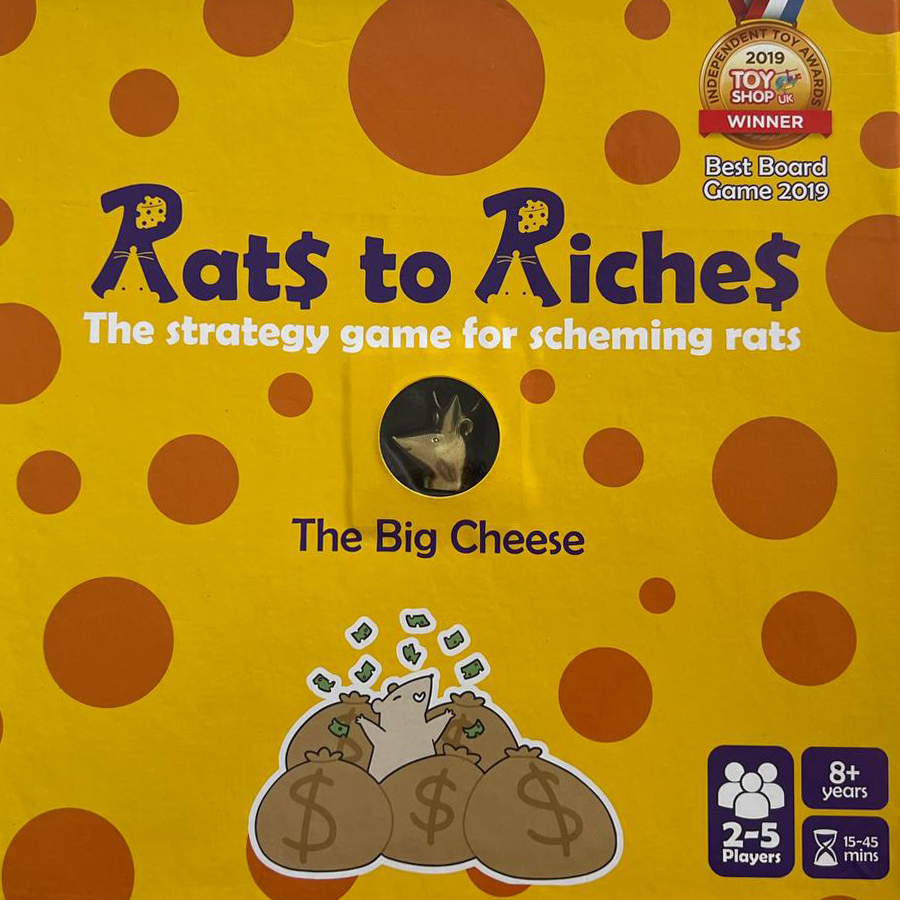 INDEPENDENT TOY AWARDS
2019
TOY
SHOP UK
WINNER
Best Board
Game 2019
Rat$ to Riche$
The strategy game for scheming rats
The Big Cheese
$ $
$ $ $
2-5
Players
8+
years
15-45
mins